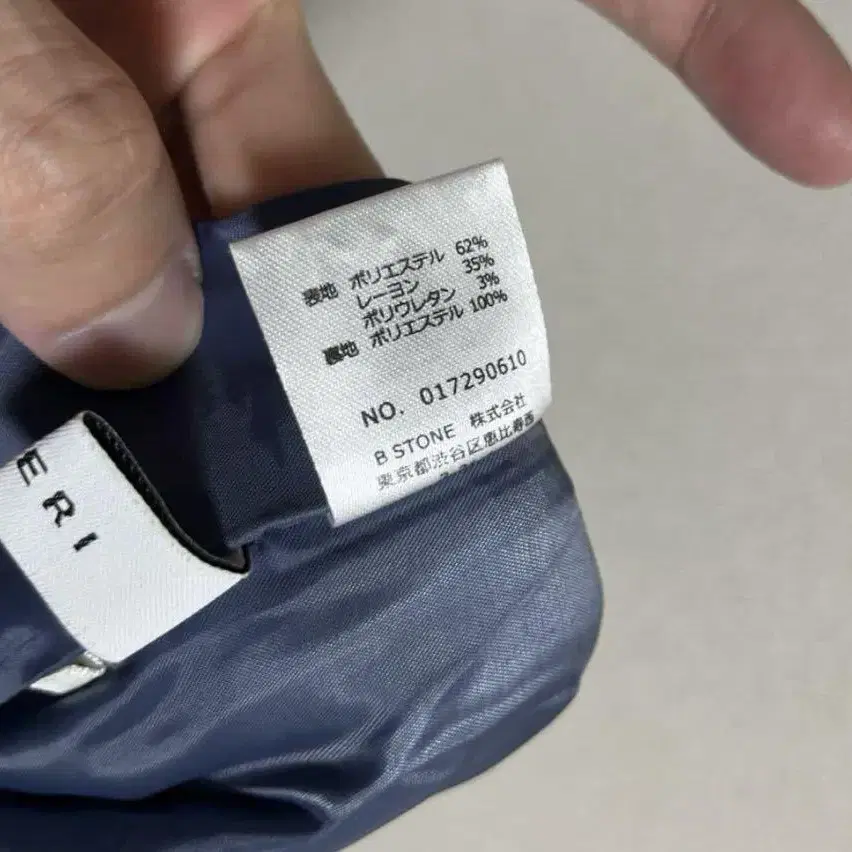 表地 ポリエステル 62%
レーヨン 35%
ポリウレタン 3%
裏地 ポリエステル 100%
NO. 017290610
B STONE 株式会社
東京都渋谷区恵比寿西
ERI